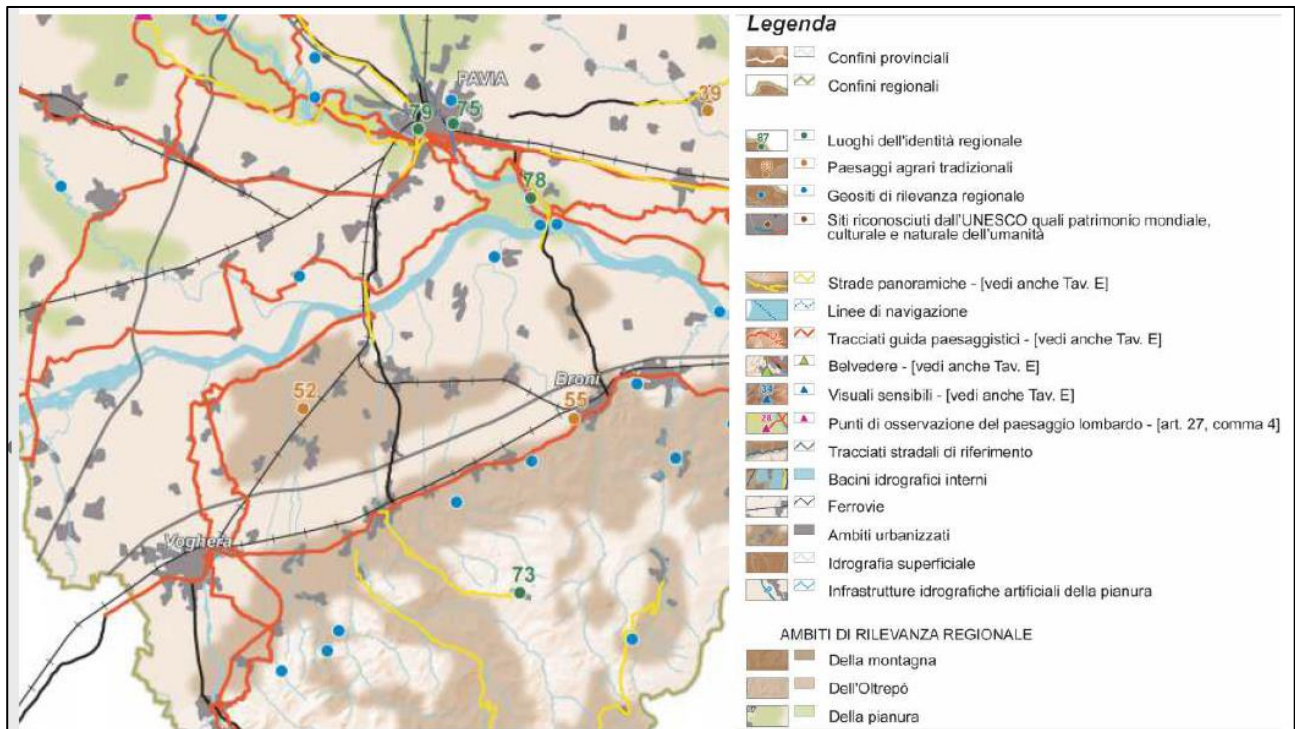 PAVIA
79
75
39
78
52
Broni
55
Voghera
73
Legenda
Confini provinciali
Confini regionali
87
Luoghi dell'identità regionale
Paesaggi agrari tradizionali
Geositi di rilevanza regionale
Siti riconosciuti dall'UNESCO quali patrimonio mondiale,
culturale e naturale dell'umanità
Strade panoramiche - [vedi anche Tav. E]
Linee di navigazione
Tracciati guida paesaggistici - [vedi anche Tav. E]
Belvedere - [vedi anche Tav. E]
34
Visuali sensibili - [vedi anche Tav. E]
28
Punti di osservazione del paesaggio lombardo - [art. 27, comma 4]
Tracciati stradali di riferimento
Bacini idrografici interni
Ferrovie
Ambiti urbanizzati
Idrografia superficiale
Infrastrutture idrografiche artificiali della pianura
AMBITI DI RILEVANZA REGIONALE
Della montagna
Dell'Oltrepó
Della pianura